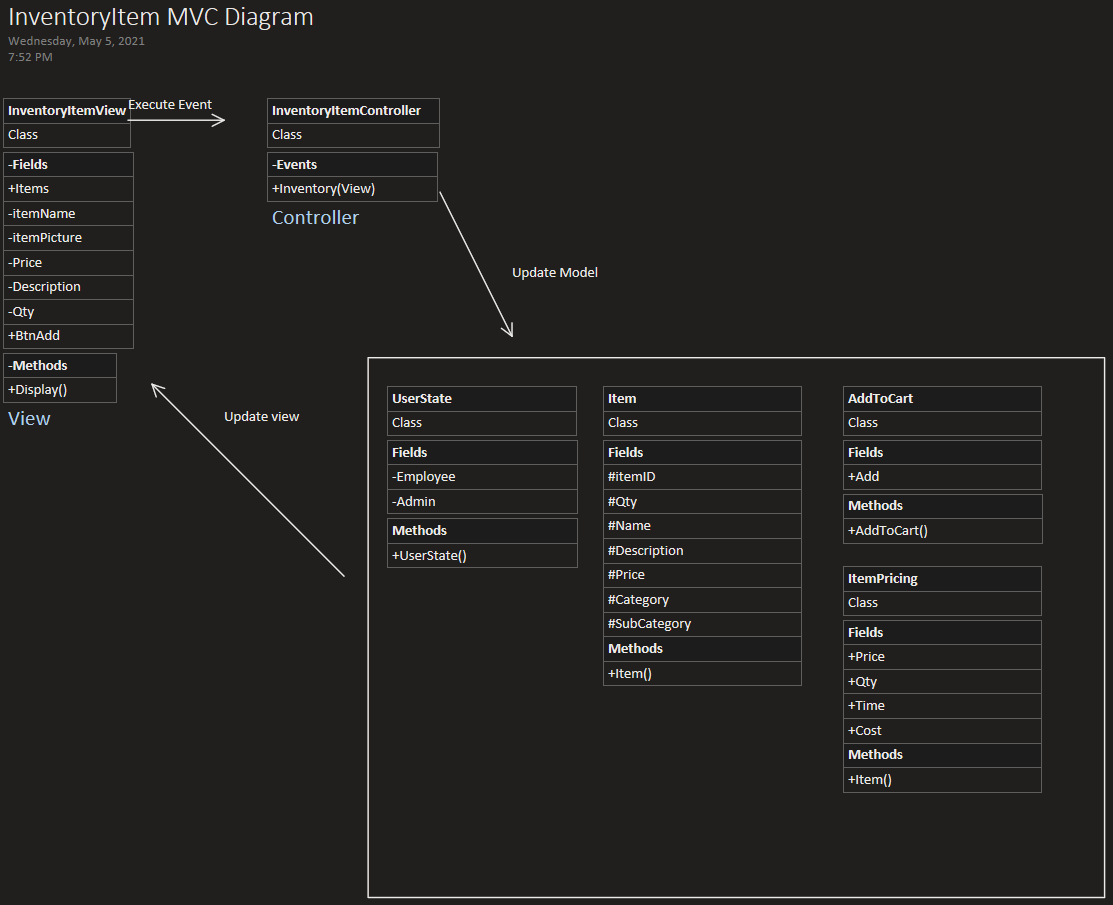 InventoryItem MVC Diagram
Wednesday, May 5, 2021
7:52 PM
InventoryItemView
Class
-Fields
+Items
-itemName
-itemPicture
-Price
-Description
-Qty
+BtnAdd
-Methods
+Display()
View
Execute Event
InventoryItemController
Class
-Events
+Inventory(View)
Controller
Update Model
Update view
UserState
Class
Fields
-Employee
-Admin
Methods
+UserState()
Item
Class
Fields
#itemID
#Qty
#Name
#Description
#Price
#Category
#SubCategory
Methods
+Item()
AddToCart
Class
Fields
+Add
Methods
+AddToCart()
ItemPricing
Class
Fields
+Price
+Qty
+Time
+Cost
Methods
+Item()